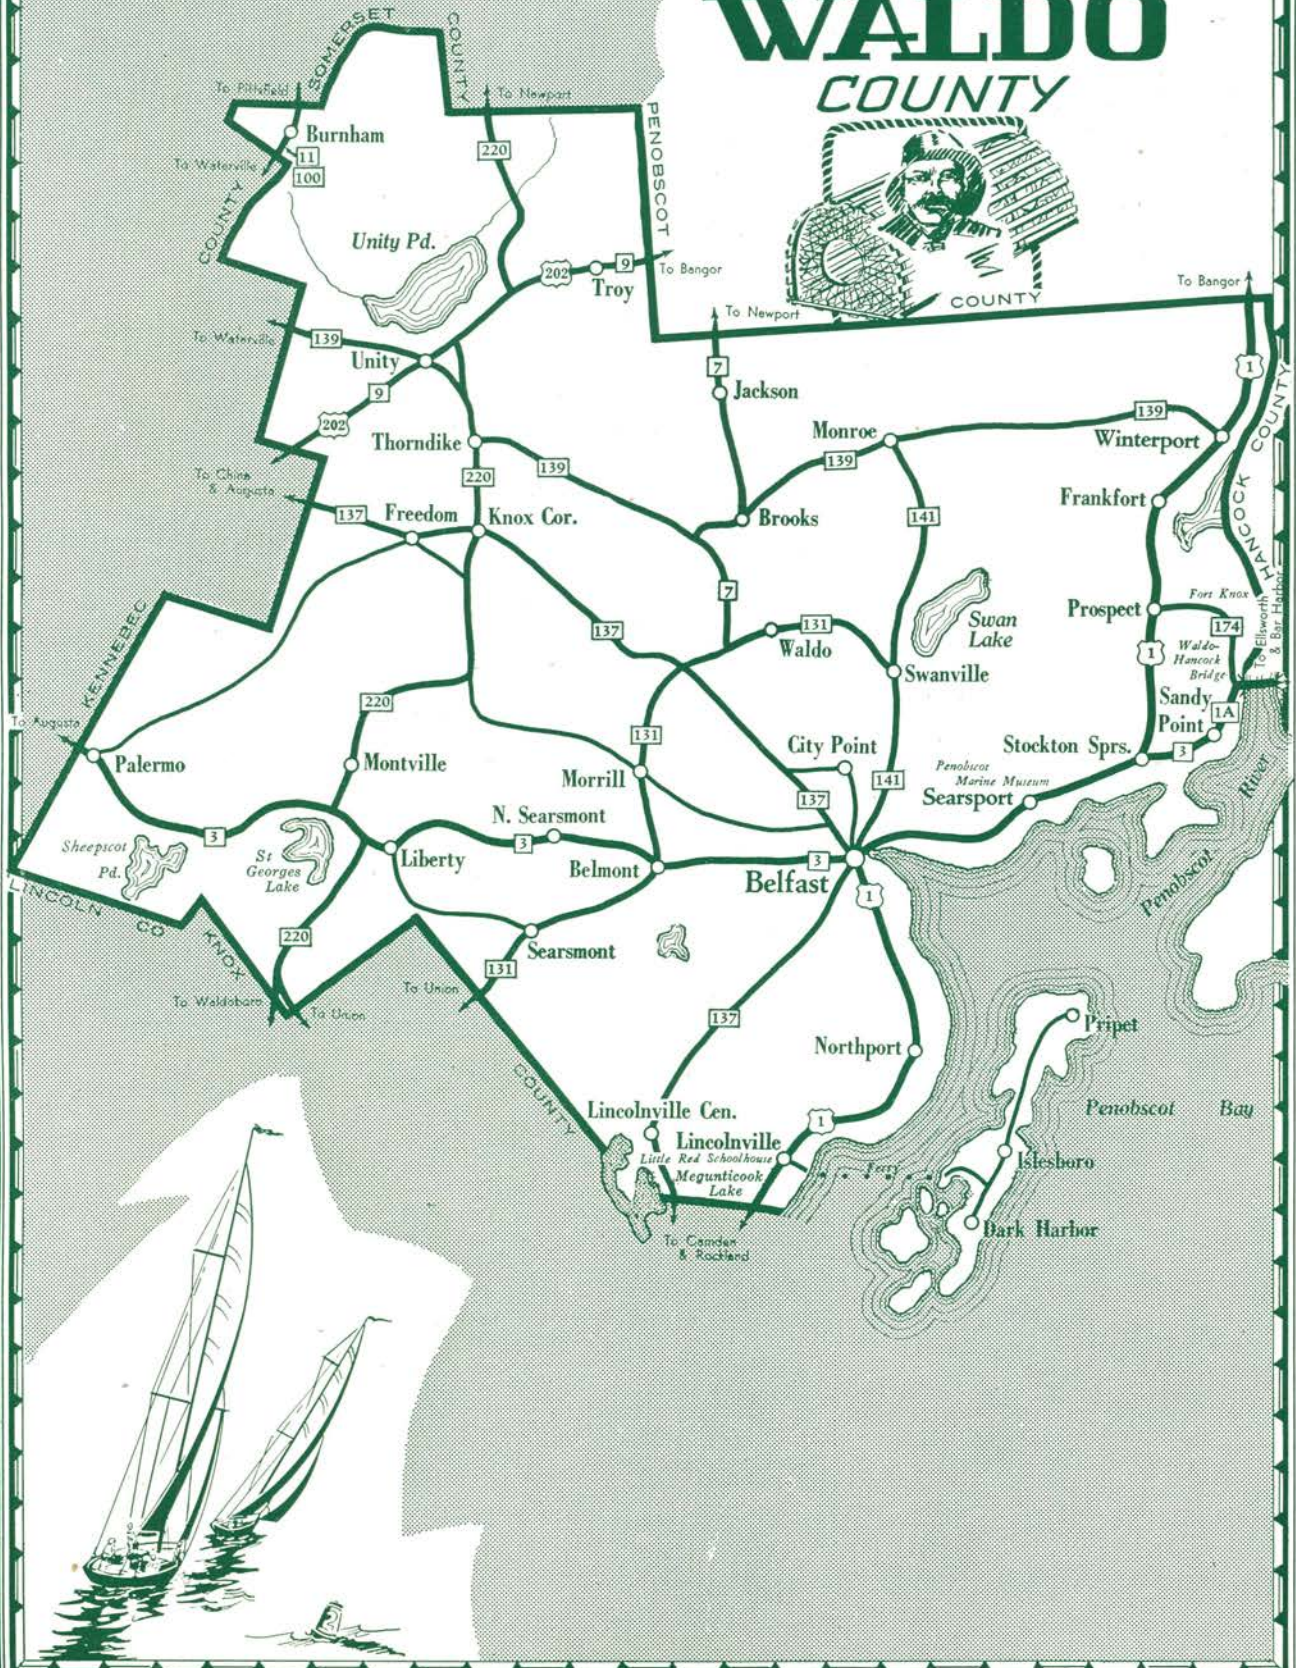 WALDO
COUNTY
SOMERSET
COUNTY
To Pittsfield
To Newport
PENOBSCOT
COUNTY
Burnham
11
100
To Waterville
220
COUNTY
Unity Pd.
202
9
Troy
To Bangor
To Newport
To Bangor
To Waterville
139
Unity
7
Jackson
1
9
202
Thorndike
139
Monroe
139
139
Winterport
HANCOCK COUNTY
To China
& Augusta
220
Frankfort
137
Freedom
Knox Cor.
Brooks
141
KENNEBEC
7
Swan
Lake
Prospect
Fort Knox
174
To Ellsworth
& Bar Harbor
137
131
Waldo
1
Waldo-
Hancock
Bridge
Swanville
220
Sandy
Point
1A
To Augusta
131
City Point
Stockton Sprs.
3
Palermo
Montville
Morrill
137
141
Penobscot
Marine Museum
Searsport
River
3
N. Searsmont
3
Sheepscot
Pd.
St
Georges
Lake
Liberty
Belmont
3
Belfast
1
Penobscot
LINCOLN
CO
KNOX
220
Searsmont
131
To Waldoboro
To Union
To Union
137
Northport
Pripet
COUNTY
Lincolnville Cen.
1
Penobscot Bay
Lincolnville
Little Red Schoolhouse
Megunticook
Lake
Ferry
Islesboro
To Camden
& Rockland
Dark Harbor
2